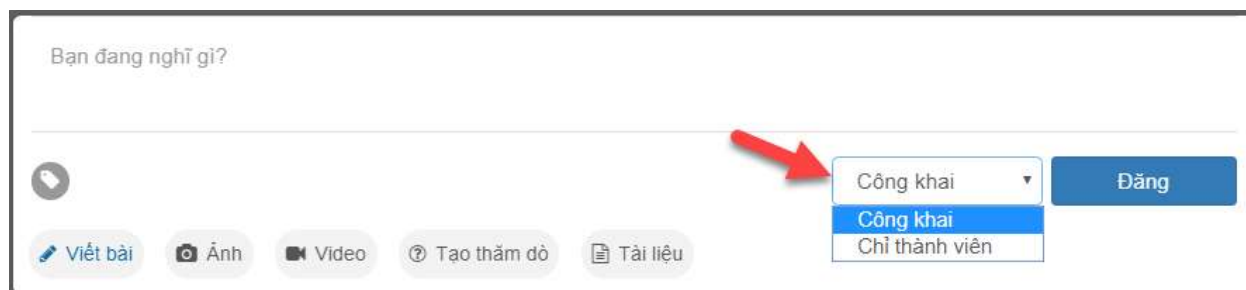 Bạn đang nghĩ gì?
Công khai
Đăng
Công khai
Chỉ thành viên
Viết bài
Ảnh
Video
Tạo thăm dò
Tài liệu